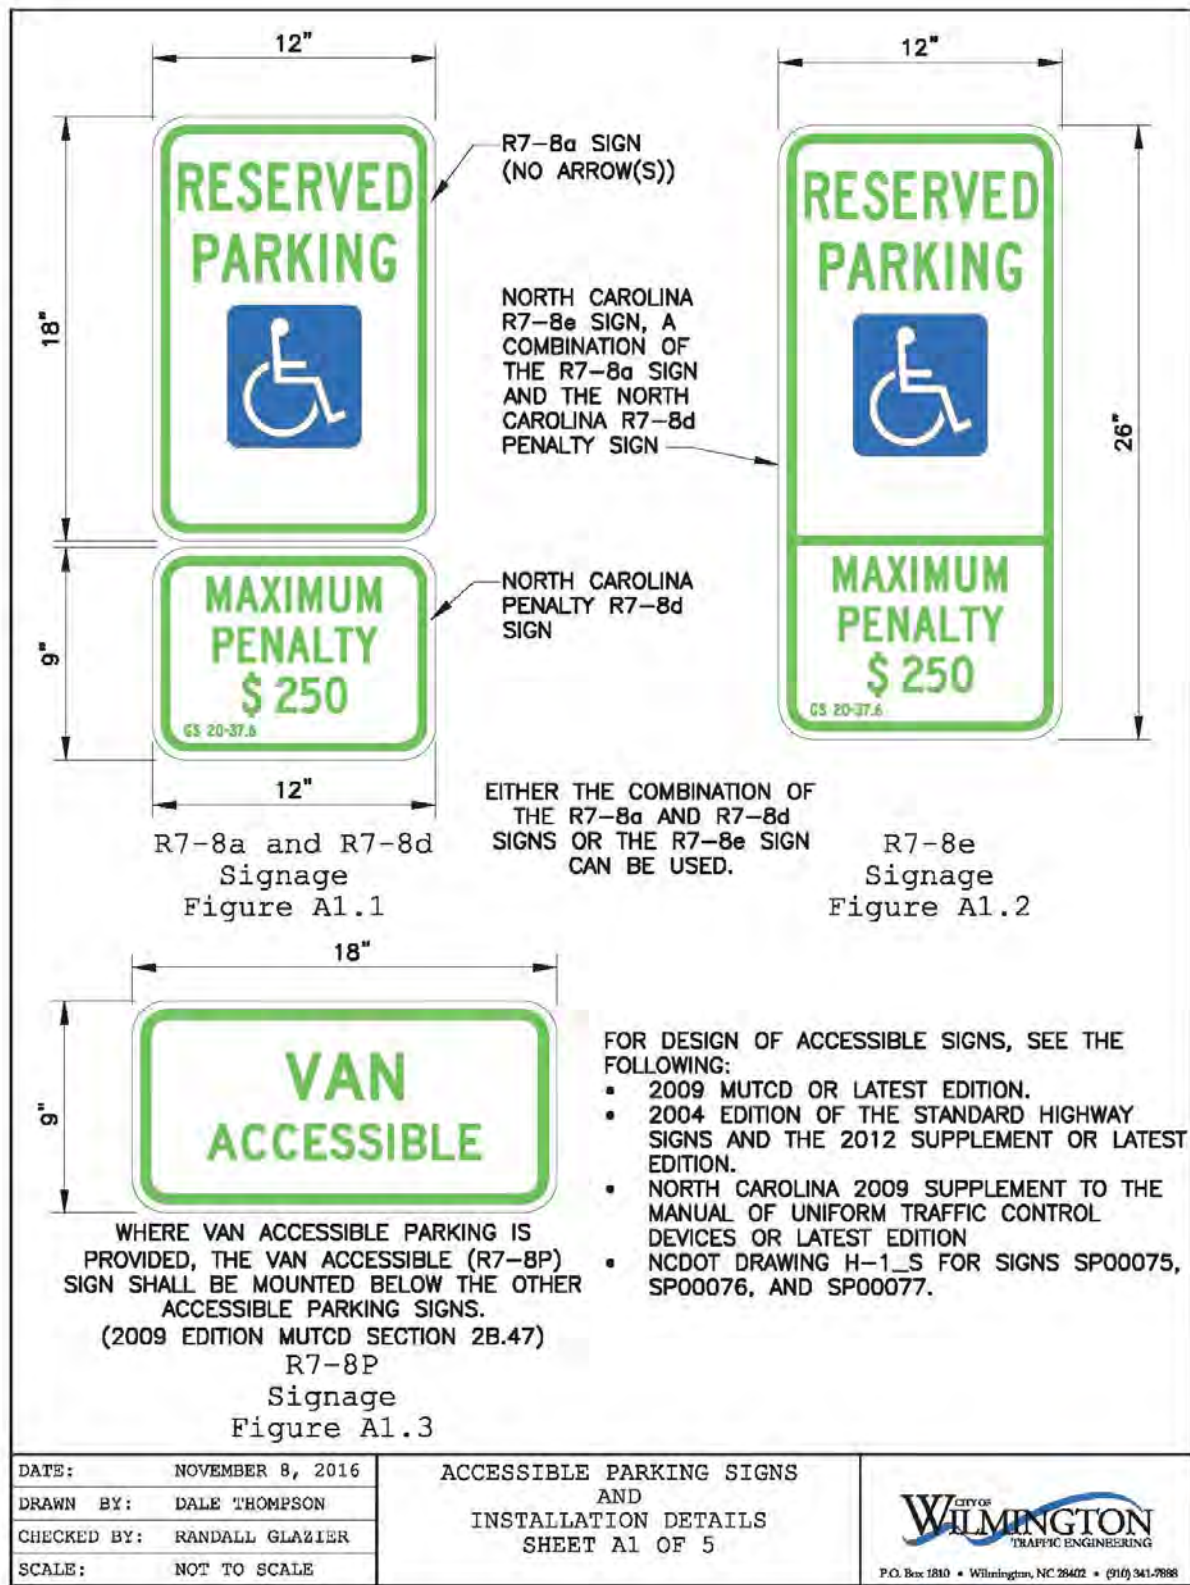 12"
18"
RESERVED
PARKING
R7-8a SIGN
(NO ARROW(S))
9"
MAXIMUM
PENALTY
$ 250
GS 20-37.6
NORTH CAROLINA
PENALTY R7-8d
SIGN
12"
R7-8a and R7-8d
Signage
Figure A1.1
NORTH CAROLINA
R7-8e SIGN, A
COMBINATION OF
THE R7-8a SIGN
AND THE NORTH
CAROLINA R7-8d
PENALTY SIGN
EITHER THE COMBINATION OF
THE R7-8a AND R7-8d
SIGNS OR THE R7-8e SIGN
CAN BE USED.
12"
RESERVED
PARKING
26"
MAXIMUM
PENALTY
$ 250
GS 20-37.6
R7-8e
Signage
Figure A1.2
18"
9"
VAN
ACCESSIBLE
WHERE VAN ACCESSIBLE PARKING IS
PROVIDED, THE VAN ACCESSIBLE (R7-8P)
SIGN SHALL BE MOUNTED BELOW THE OTHER
ACCESSIBLE PARKING SIGNS.
(2009 EDITION MUTCD SECTION 2B.47)
R7-8P
Signage
Figure A1.3
FOR DESIGN OF ACCESSIBLE SIGNS, SEE THE
FOLLOWING:
• 2009 MUTCD OR LATEST EDITION.
• 2004 EDITION OF THE STANDARD HIGHWAY
SIGNS AND THE 2012 SUPPLEMENT OR LATEST
EDITION.
• NORTH CAROLINA 2009 SUPPLEMENT TO THE
MANUAL OF UNIFORM TRAFFIC CONTROL
DEVICES OR LATEST EDITION
• NCDOT DRAWING H-1_S FOR SIGNS SP00075,
SP00076, AND SP00077.
DATE: NOVEMBER 8, 2016
DRAWN BY: DALE THOMPSON
CHECKED BY: RANDALL GLAZIER
SCALE: NOT TO SCALE
ACCESSIBLE PARKING SIGNS
AND
INSTALLATION DETAILS
SHEET A1 OF 5
CITY OF
WILMINGTON
TRAFFIC ENGINEERING
P.O. Box 1810 • Wilmington, NC 28402 • (910) 341-7888